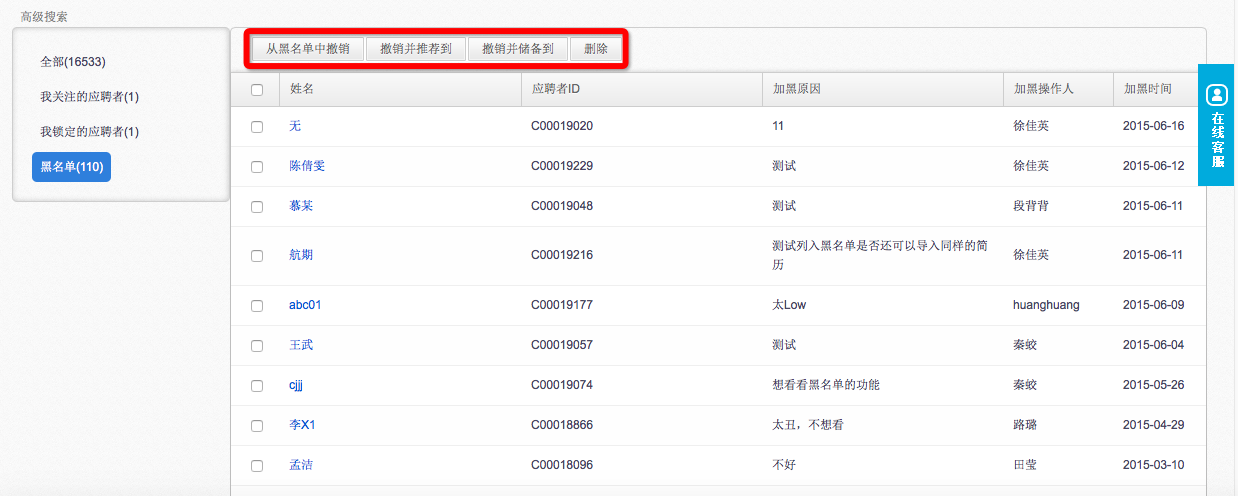 高级搜索
全部(16533)
我关注的应聘者(1)
我锁定的应聘者(1)
黑名单(110)
从黑名单中撤销 撤销并推荐到 撤销并储备到 删除
姓名 应聘者ID 加黑原因 加黑操作人 加黑时间
无 C00019020 11 徐佳英 2015-06-16
陈倩雯 C00019229 测试 徐佳英 2015-06-12
慕某 C00019048 测试 段背背 2015-06-11
航期 C00019216 测试列入黑名单是否还可以导入同样的简 徐佳英 2015-06-11
历
abc01 C00019177 太Low huanghuang 2015-06-09
王武 C00019057 测试 秦蛟 2015-06-04
cjjj C00019074 想看看黑名单的功能 秦蛟 2015-05-26
李X1 C00018866 太丑，不想看 路璐 2015-04-29
孟洁 C00018096 不好 田莹 2015-03-10
在线客服